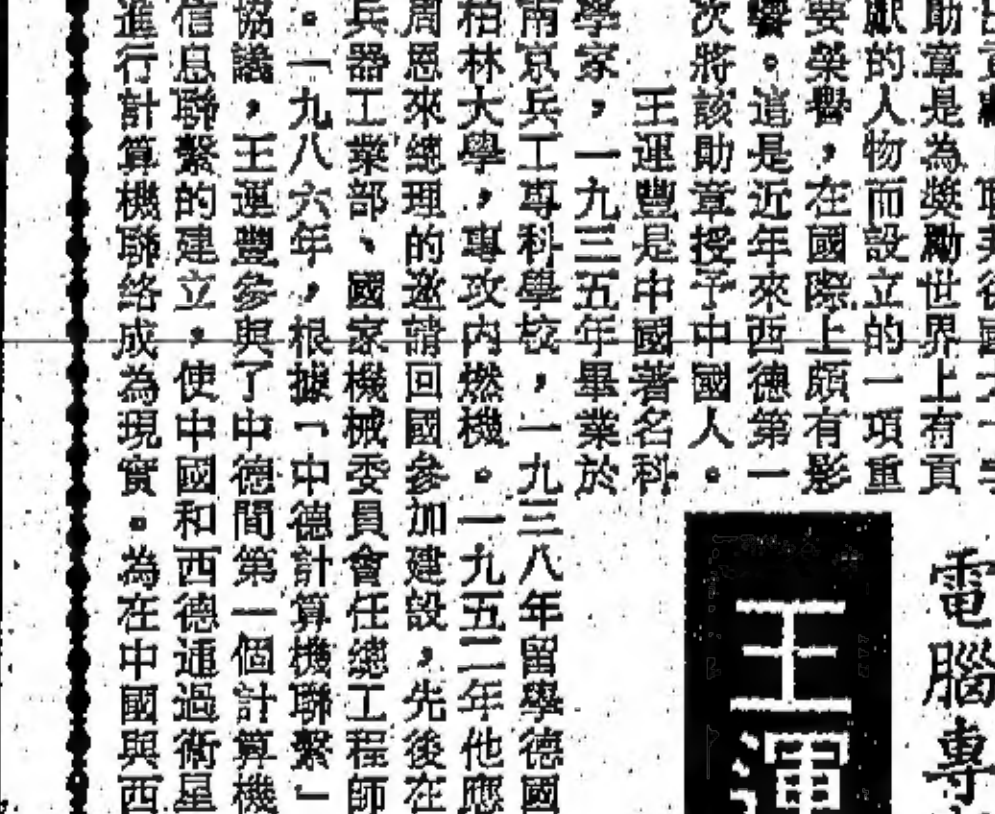 電腦專
王運
助章是為獎勵世界上有貢
獻的人物而設立的一項重
要榮譽，在國際上頗有影
響。這是近年來西德第一
次將該助章授予中國人。
王運豐是中國著名科
學家，一九三五年畢業於
南京兵工專科學校，一九三八年留學德國
柏林大學，專攻內燃機。一九五二年他應
周恩來總理的邀請回國參加建設，先後在
兵器工業部、國家機械委員會任總工程師
。一九八六年，根據「中德計算機聯繫」
協議，王運豐參與了中德間第一個計算機
信息聯繫的建立，使中國和西德通過衛星
進行計算機聯絡成為現實。為在中國與西